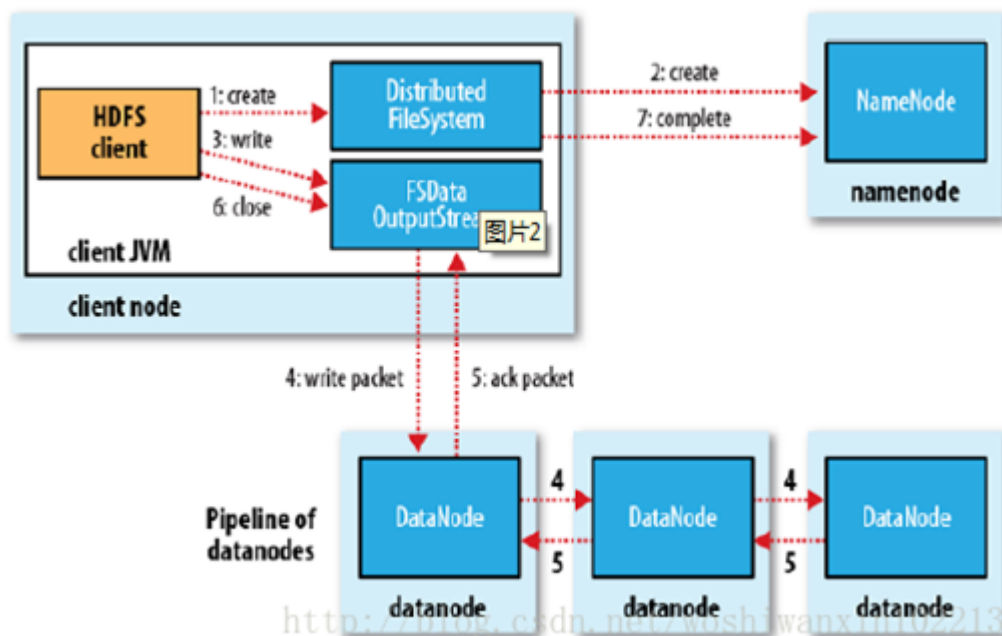 HDFS
client
1: create
3: write
6: close
Distributed
FileSystem
FSData
OutputStrea
图片2
client JVM
client node
2: create
7: complete
NameNode
namenode
4: write packet
5: ack packet
Pipeline of
datanodes
DataNode
4
5
DataNode
4
5
DataNode
datanode
datanode
datanode